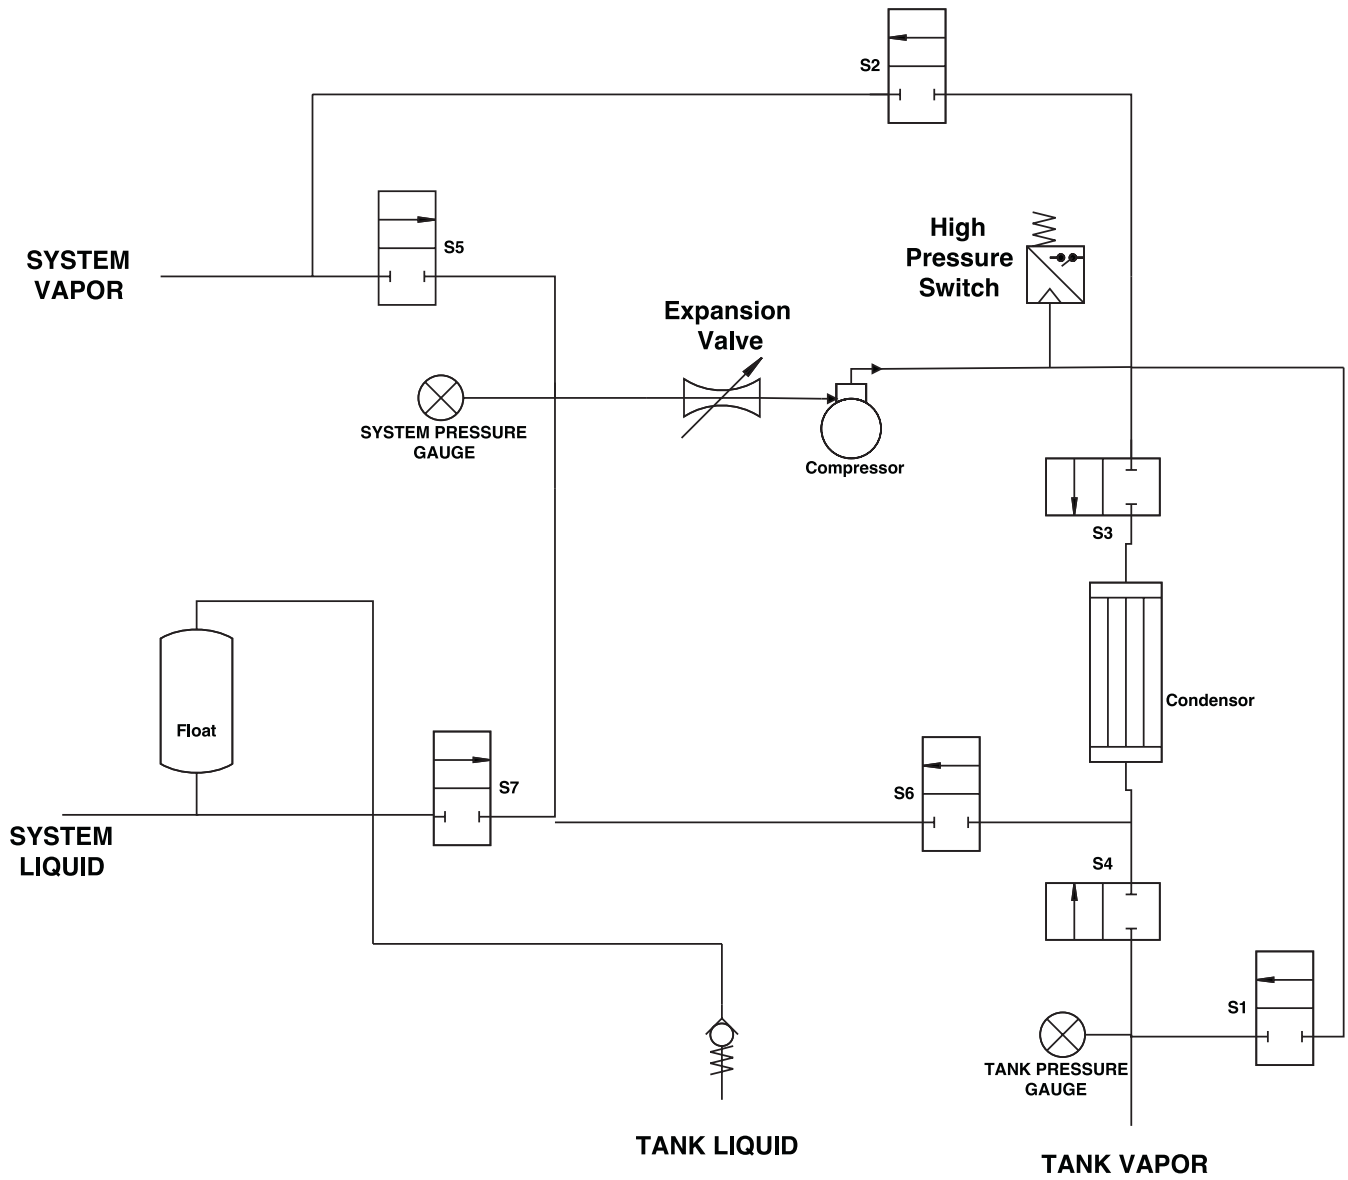 S2
SYSTEM
VAPOR
S5
High
Pressure
Switch
Expansion
Valve
SYSTEM PRESSURE
GAUGE
Compressor
S3
Float
Condensor
S7
S6
SYSTEM
LIQUID
S4
S1
TANK PRESSURE
GAUGE
TANK LIQUID
TANK VAPOR